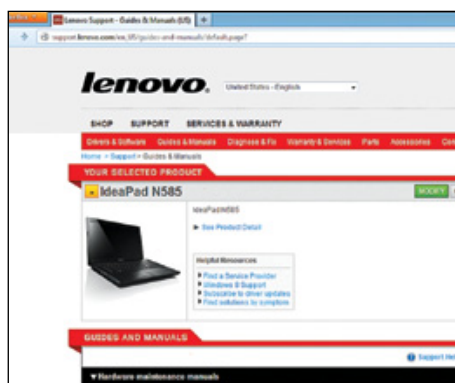 Lenovo Support - Guides & Manuals (US)
support.lenovo.com/en_US/guides-and-manuals/default.page?
lenovo.
United States - English
SHOP SUPPORT SERVICES & WARRANTY
Drivers & Software Guides & Manuals Diagnose & Fix Warranty & Services Parts Accessories
Home > Support > Guides & Manuals
YOUR SELECTED PRODUCT
IdeaPad N585
MODIFY
IdeaPad N585
See Product Detail
Helpful Resources
Find a Service Provider
Windows 8 Support
Subscribe to driver updates
Find solutions by symptom
GUIDES AND MANUALS
Support
Hardware maintenance manuals